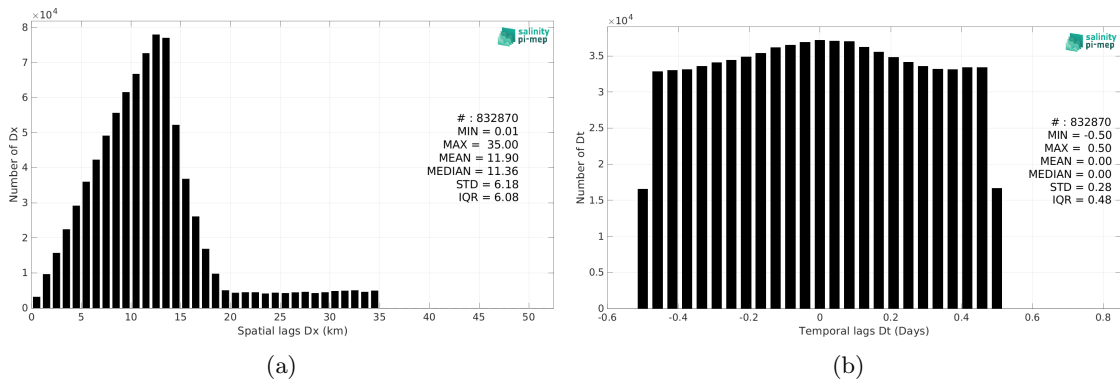 ×10⁴
8
7
6
5
4
3
2
1
0
Number of Dx
salinity
pi-mep
# : 832870
MIN = 0.01
MAX = 35.00
MEAN = 11.90
MEDIAN = 11.36
STD = 6.18
IQR = 6.08
0 5 10 15 20 25 30 35 40 45 50
Spatial lags Dx (km)
(a)
×10⁴
3.5
3
2.5
2
1.5
1
0.5
0
Number of Dt
salinity
pi-mep
# : 832870
MIN = -0.50
MAX = 0.50
MEAN = 0.00
MEDIAN = 0.00
STD = 0.28
IQR = 0.48
-0.6 -0.4 -0.2 0 0.2 0.4 0.6 0.8
Temporal lags Dt (Days)
(b)